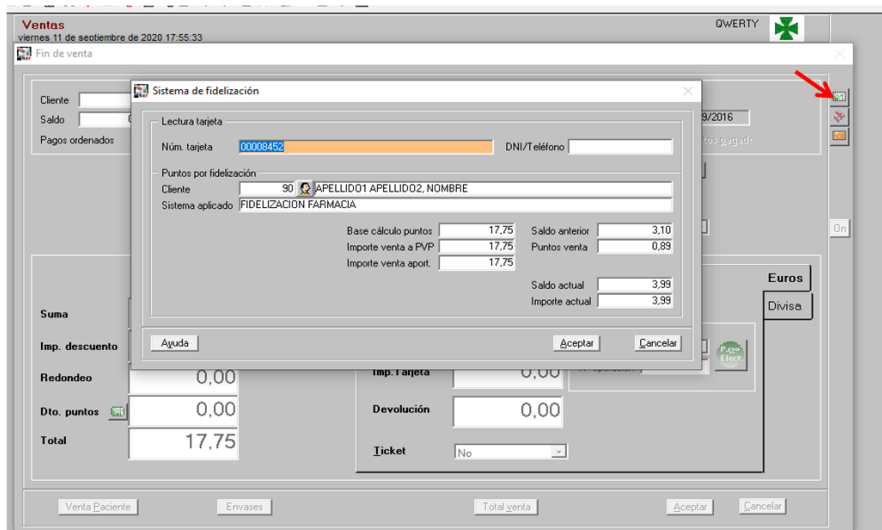 Ventas
QWERTY
viernes 11 de septiembre de 2020 17:55:33
Fin de venta
Sistema de fidelización
Cliente
Lectura tarjeta
Saldo
9/2016
Pagos ordenados
Núm. tarjeta 00008452 DNI/Teléfono
Puntos por fidelización
Cliente 90 APELLIDO1 APELLIDO2, NOMBRE
Sistema aplicado FIDELIZACION FARMACIA
On
Base cálculo puntos 17,75 Saldo anterior 3,10
Importe venta a PVP 17,75 Puntos venta 0,89
Importe venta aport. 17,75
Saldo actual 3,99
Importe actual 3,99
Euros
Divisa
Suma
Ayuda Aceptar Cancelar
Imp. descuento
Pago Elect
Redondeo 0,00 Imp.Tarjeta 0,00
Dto. puntos 0,00 Devolución 0,00
Total 17,75 Ticket No
Venta Paciente Envases Total venta Aceptar Cancelar